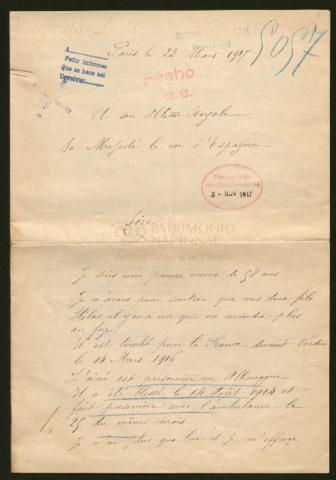 Paris le 22 Mars 1917
5057
A
Pedir informes
Que se hace así
Devolver
Fecho
A son Altesse Royale
Sa Majesté le roi d'Espagne
3 - NOV 1917
Sire
PATRIMONIO
NACIONAL
Archivo General de Palacio
Je suis une pauvre veuve de 58 ans
Je n'avais pour soutien que mes deux fils
Hélas il y en a un qui ne reviendra plus
au foyer
il est tombé pour la France devant Verdun
le 14 Mars 1916
L'aîné est prisonnier en Allemagne
il a été blessé le 14 août 1914 et
fait prisonnier avec l'ambulance le
25 du même mois
Je n'ai plus que lui et je m'efforce